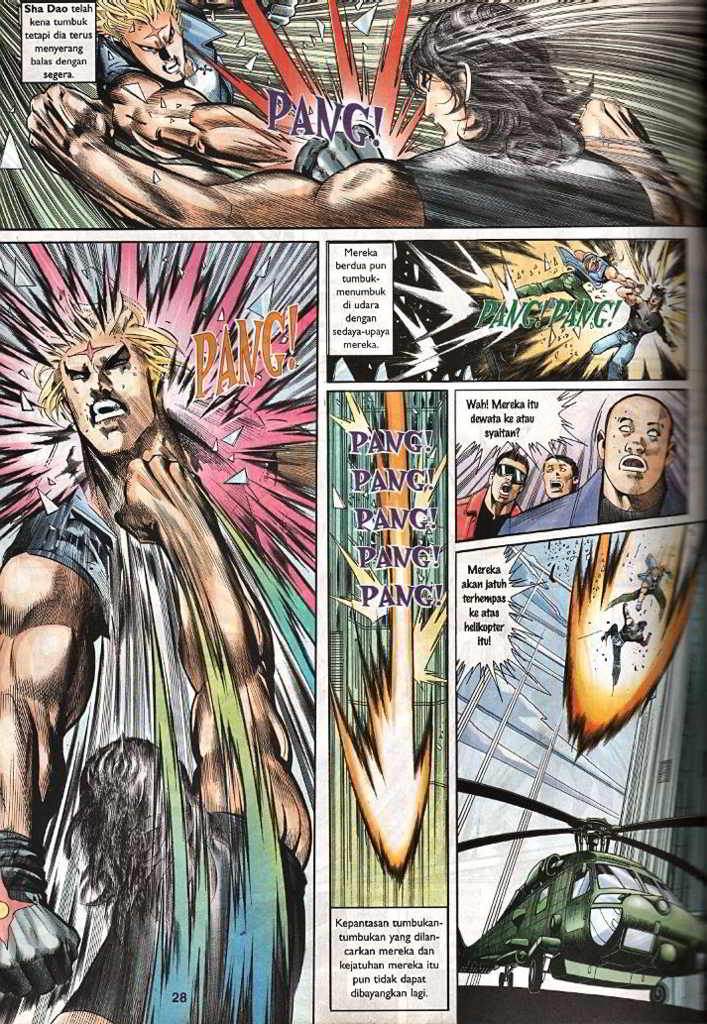 Sha Dao telah
kena tumbuk
tetapi dia terus
menyerang
balas dengan
segera.
PANG!
PANG!
Mereka
berdua pun
tumbuk-
menumbuk
di udara
dengan
sedaya-upaya
mereka.
PANG! PANG!
PANG!
PANG!
PANG!
PANG!
PANG!
Kepantasan tumbukan-
tumbukan yang dilan-
carkan mereka dan
kejatuhan mereka itu
pun tidak dapat
dibayangkan lagi.
Wah! Mereka itu
dewata ke atau
syaitan?
Mereka
akan jatuh
terhempas
ke atas
helikopter
itu!
28